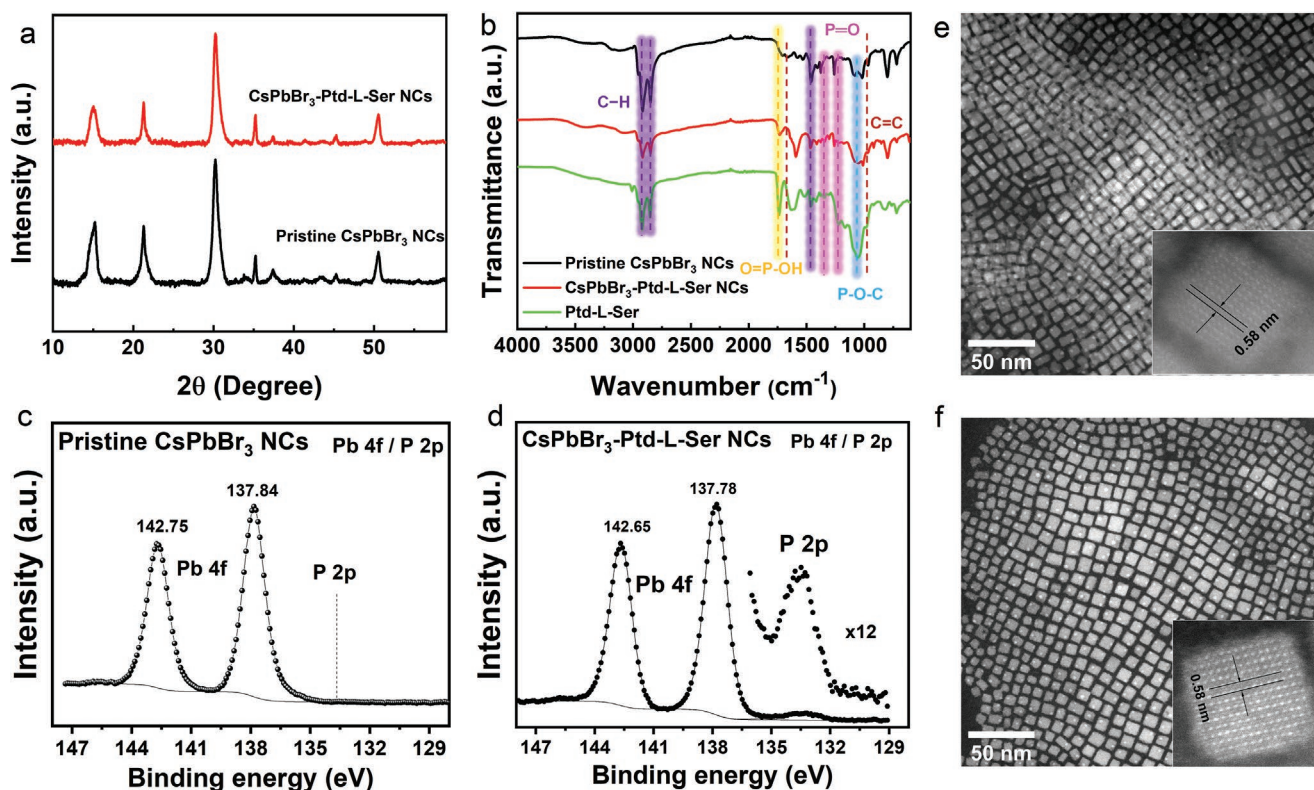 a
Intensity (a.u.)
CsPbBr₃-Ptd-L-Ser NCs
Pristine CsPbBr₃ NCs
10 20 30 40 50
2θ (Degree)
b
Transmittance (a.u.)
P=O
C−H
C=C
O=P-OH
P-O-C
Pristine CsPbBr₃ NCs
CsPbBr₃-Ptd-L-Ser NCs
Ptd-L-Ser
4000 3500 3000 2500 2000 1500 1000
Wavenumber (cm⁻¹)
e
0.58 nm
50 nm
c
Pristine CsPbBr₃ NCs
Pb 4f / P 2p
Intensity (a.u.)
137.84
142.75
Pb 4f
P 2p
147 144 141 138 135 132 129
Binding energy (eV)
d
CsPbBr₃-Ptd-L-Ser NCs
Pb 4f / P 2p
Intensity (a.u.)
137.78
142.65
P 2p
Pb 4f
x12
147 144 141 138 135 132 129
Binding energy (eV)
f
0.58 nm
50 nm